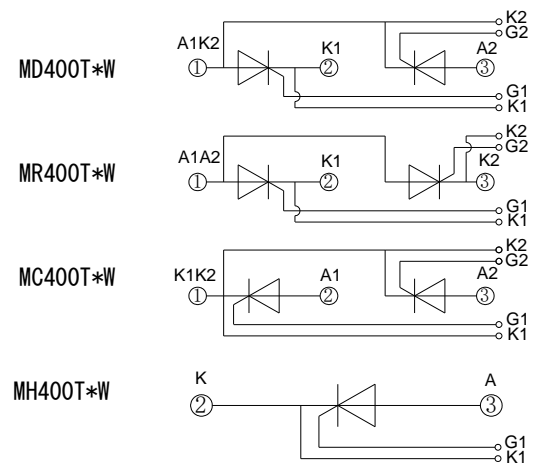 K2
G2
A1K2 K1 A2
MD400T*W ① ② ③
G1
K1
K2
G2
A1A2 K1 K2
MR400T*W ① ② ③
G1
K1
K2
G2
K1K2 A1 A2
MC400T*W ① ② ③
G1
K1
K A
MH400T*W ② ③
G1
K1